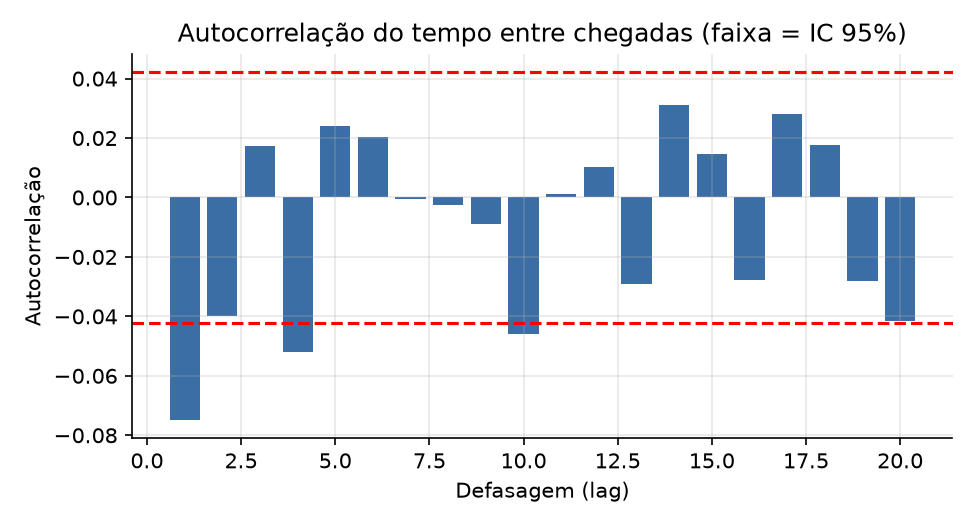 Autocorrelação do tempo entre chegadas (faixa = IC 95%)
Autocorrelação
0.04
0.02
0.00
−0.02
−0.04
−0.06
−0.08
0.0 2.5 5.0 7.5 10.0 12.5 15.0 17.5 20.0
Defasagem (lag)